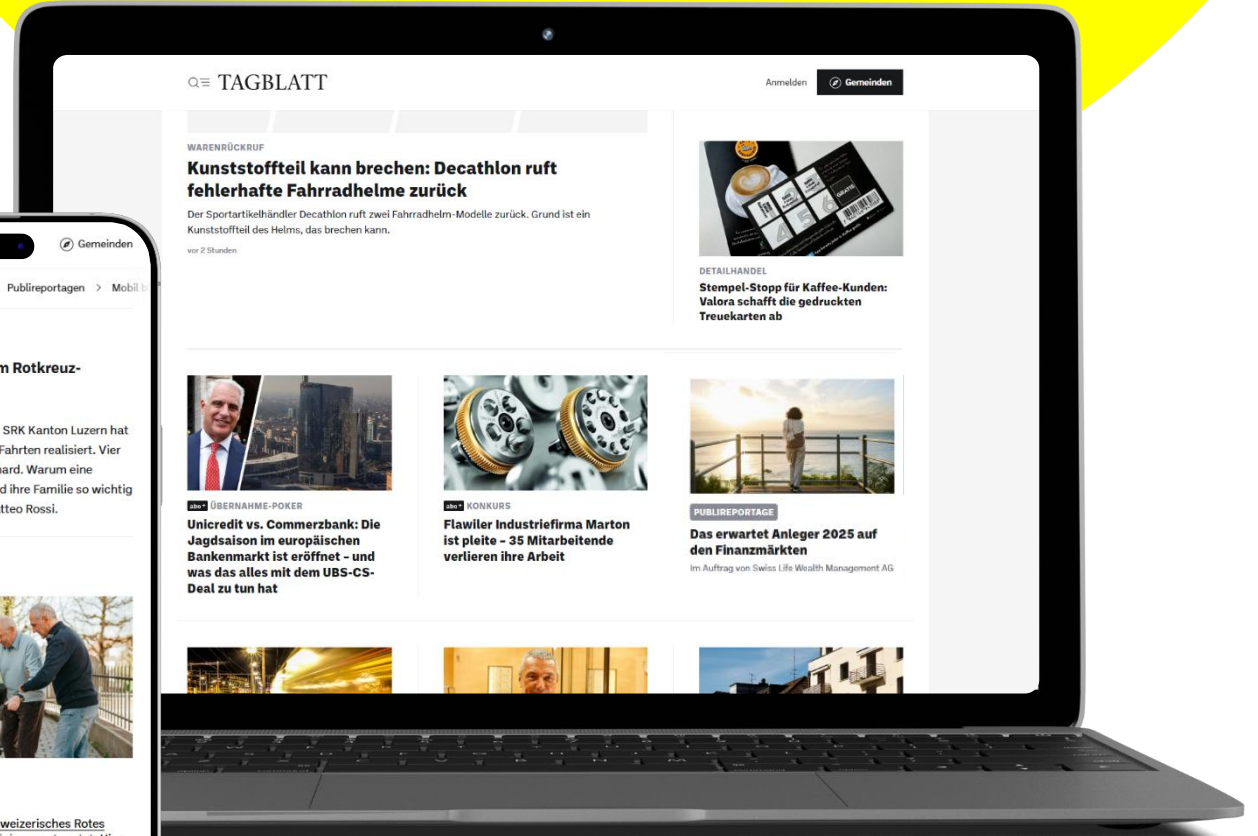 TAGBLATT
Anmelden
Gemeinden
WARENRÜCKRUF
Kunststoffteil kann brechen: Decathlon ruft
fehlerhafte Fahrradhelme zurück
Der Sportartikelhändler Decathlon ruft zwei Fahrradhelm-Modelle zurück. Grund ist ein
Kunststoffteil des Helms, das brechen kann.
vor 2 Stunden
GRATIS
4
5
6
DETAILHANDEL
Stempel-Stopp für Kaffee-Kunden:
Valora schafft die gedruckten
Treuekarten ab
abo+ ÜBERNAHME-POKER
Unicredit vs. Commerzbank: Die
Jagdsaison im europäischen
Bankenmarkt ist eröffnet – und
was das alles mit dem UBS-CS-
Deal zu tun hat
abo+ KONKURS
Flawiler Industriefirma Marton
ist pleite – 35 Mitarbeitende
verlieren ihre Arbeit
PUBLIREPORTAGE
Das erwartet Anleger 2025 auf
den Finanzmärkten
Im Auftrag von Swiss Life Wealth Management AG
Gemeinden
Publireportagen > Mobil
m Rotkreuz-
SRK Kanton Luzern hat
Fahrten realisiert. Vier
hard. Warum eine
d ihre Familie so wichtig
tteo Rossi.
weizerisches Rotes